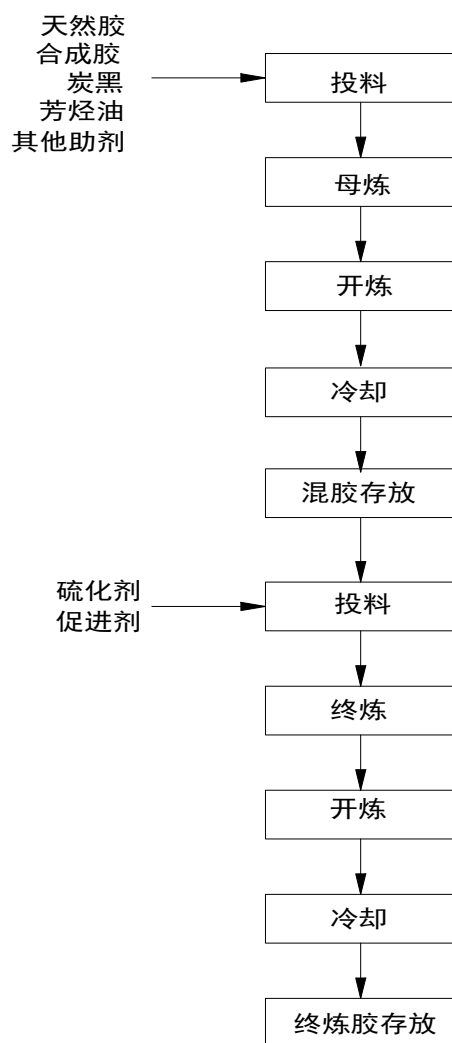 天然胶
合成胶
炭黑
芳烃油
其他助剂
投料
母炼
开炼
冷却
混胶存放
硫化剂
促进剂
投料
终炼
开炼
冷却
终炼胶存放